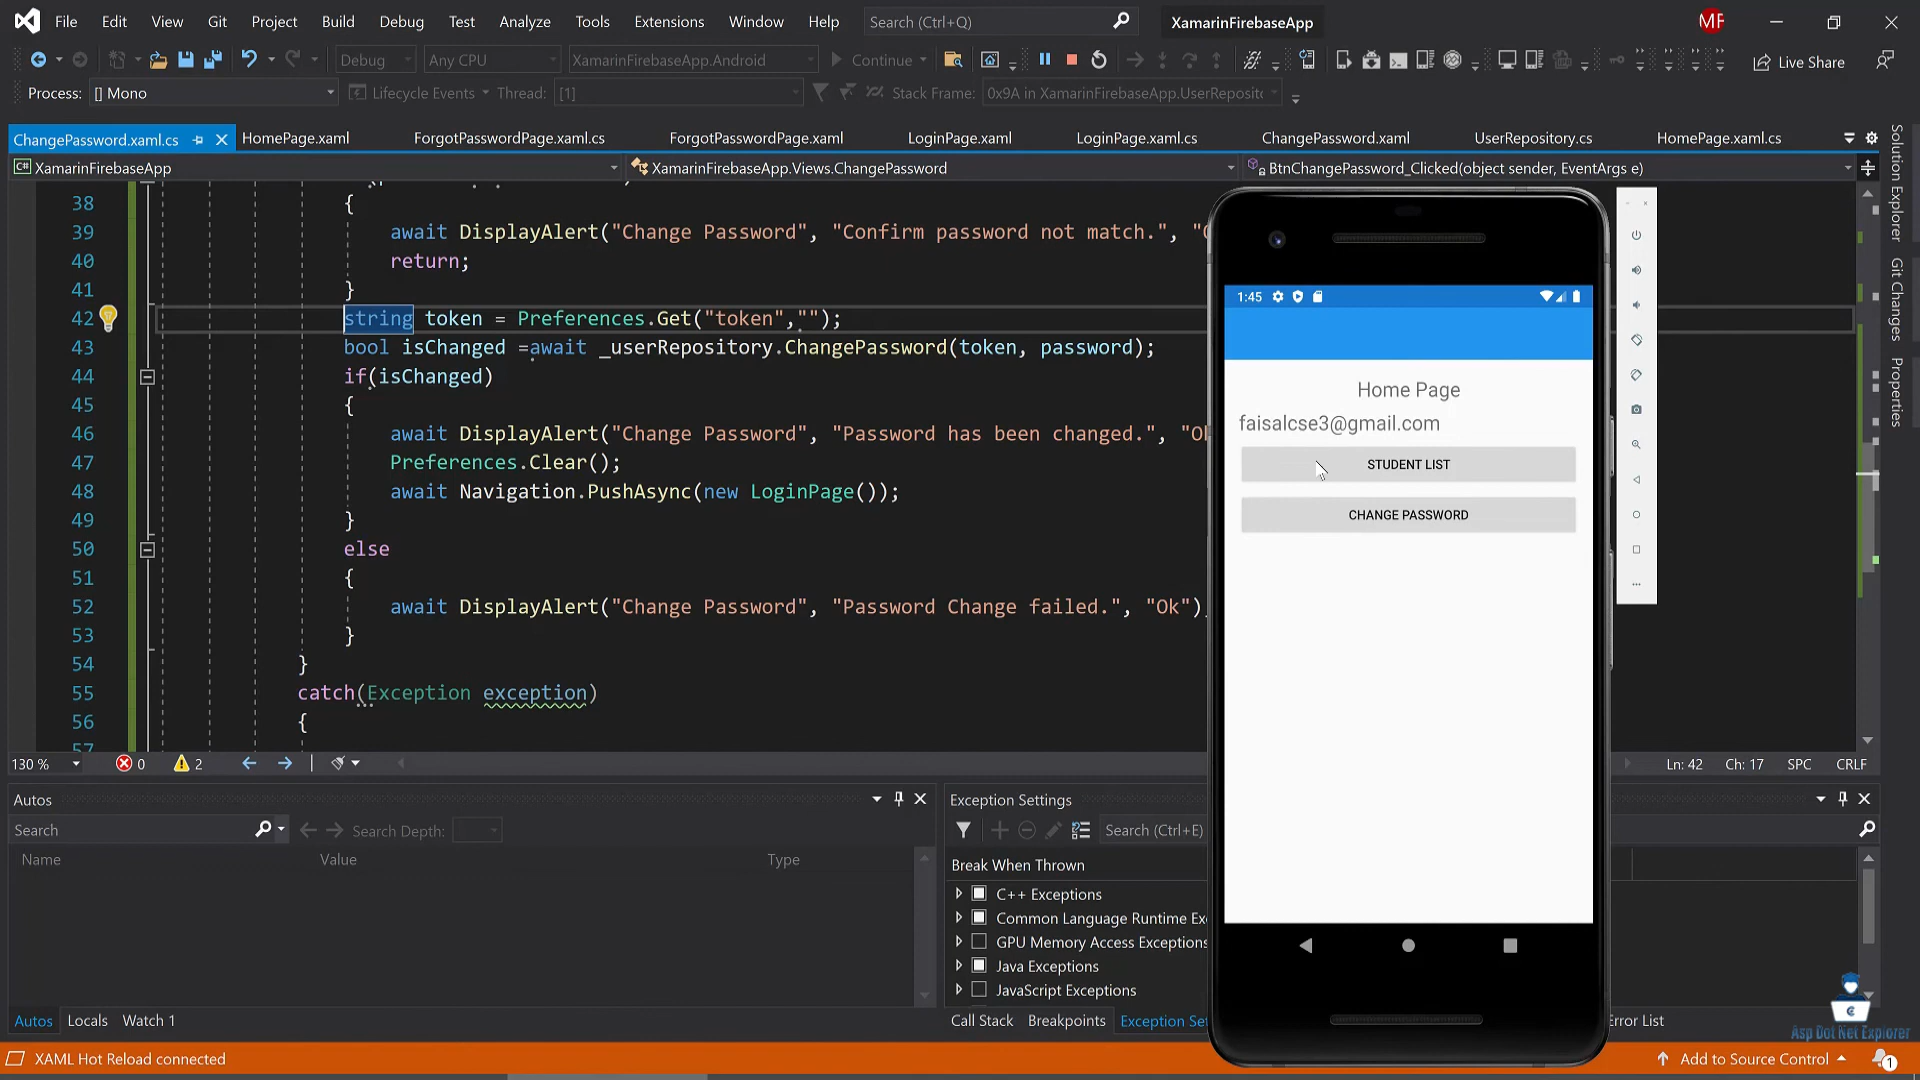 File Edit View Git Project Build Debug Test Analyze Tools Extensions Window Help Search (Ctrl+Q) XamarinFirebaseApp MF
Debug Any CPU XamarinFirebaseApp.Android Continue Live Share
Process: [] Mono Lifecycle Events Thread: [1] Stack Frame: 0x9A in XamarinFirebaseApp.UserReposito
ChangePassword.xaml.cs HomePage.xaml ForgotPasswordPage.xaml.cs ForgotPasswordPage.xaml LoginPage.xaml LoginPage.xaml.cs ChangePassword.xaml UserRepository.cs HomePage.xaml.cs
C# XamarinFirebaseApp XamarinFirebaseApp.Views.ChangePassword BtnChangePassword_Clicked(object sender, EventArgs e)
38 {
39 await DisplayAlert("Change Password", "Confirm password not match.",
40 return;
41 }
42 string token = Preferences.Get("token","");
43 bool isChanged =await _userRepository.ChangePassword(token, password);
44 if(isChanged)
45 {
46 await DisplayAlert("Change Password", "Password has been changed.", "Ok
47 Preferences.Clear();
48 await Navigation.PushAsync(new LoginPage());
49 }
50 else
51 {
52 await DisplayAlert("Change Password", "Password Change failed.", "Ok")
53 }
54 }
55 catch(Exception exception)
56 {
57
1:45
Home Page
faisalcse3@gmail.com
STUDENT LIST
CHANGE PASSWORD
Solution Explorer
Git Changes
Properties
130 % 0 2 Ln: 42 Ch: 17 SPC CRLF
Autos
Search Search Depth:
Name Value Type
Exception Settings
Search (Ctrl+E)
Break When Thrown
C++ Exceptions
Common Language Runtime Ex
GPU Memory Access Exceptions
Java Exceptions
JavaScript Exceptions
Autos Locals Watch 1
Call Stack Breakpoints Exception Set Error List
Asp Dot Net Explorer
XAML Hot Reload connected
Add to Source Control 1